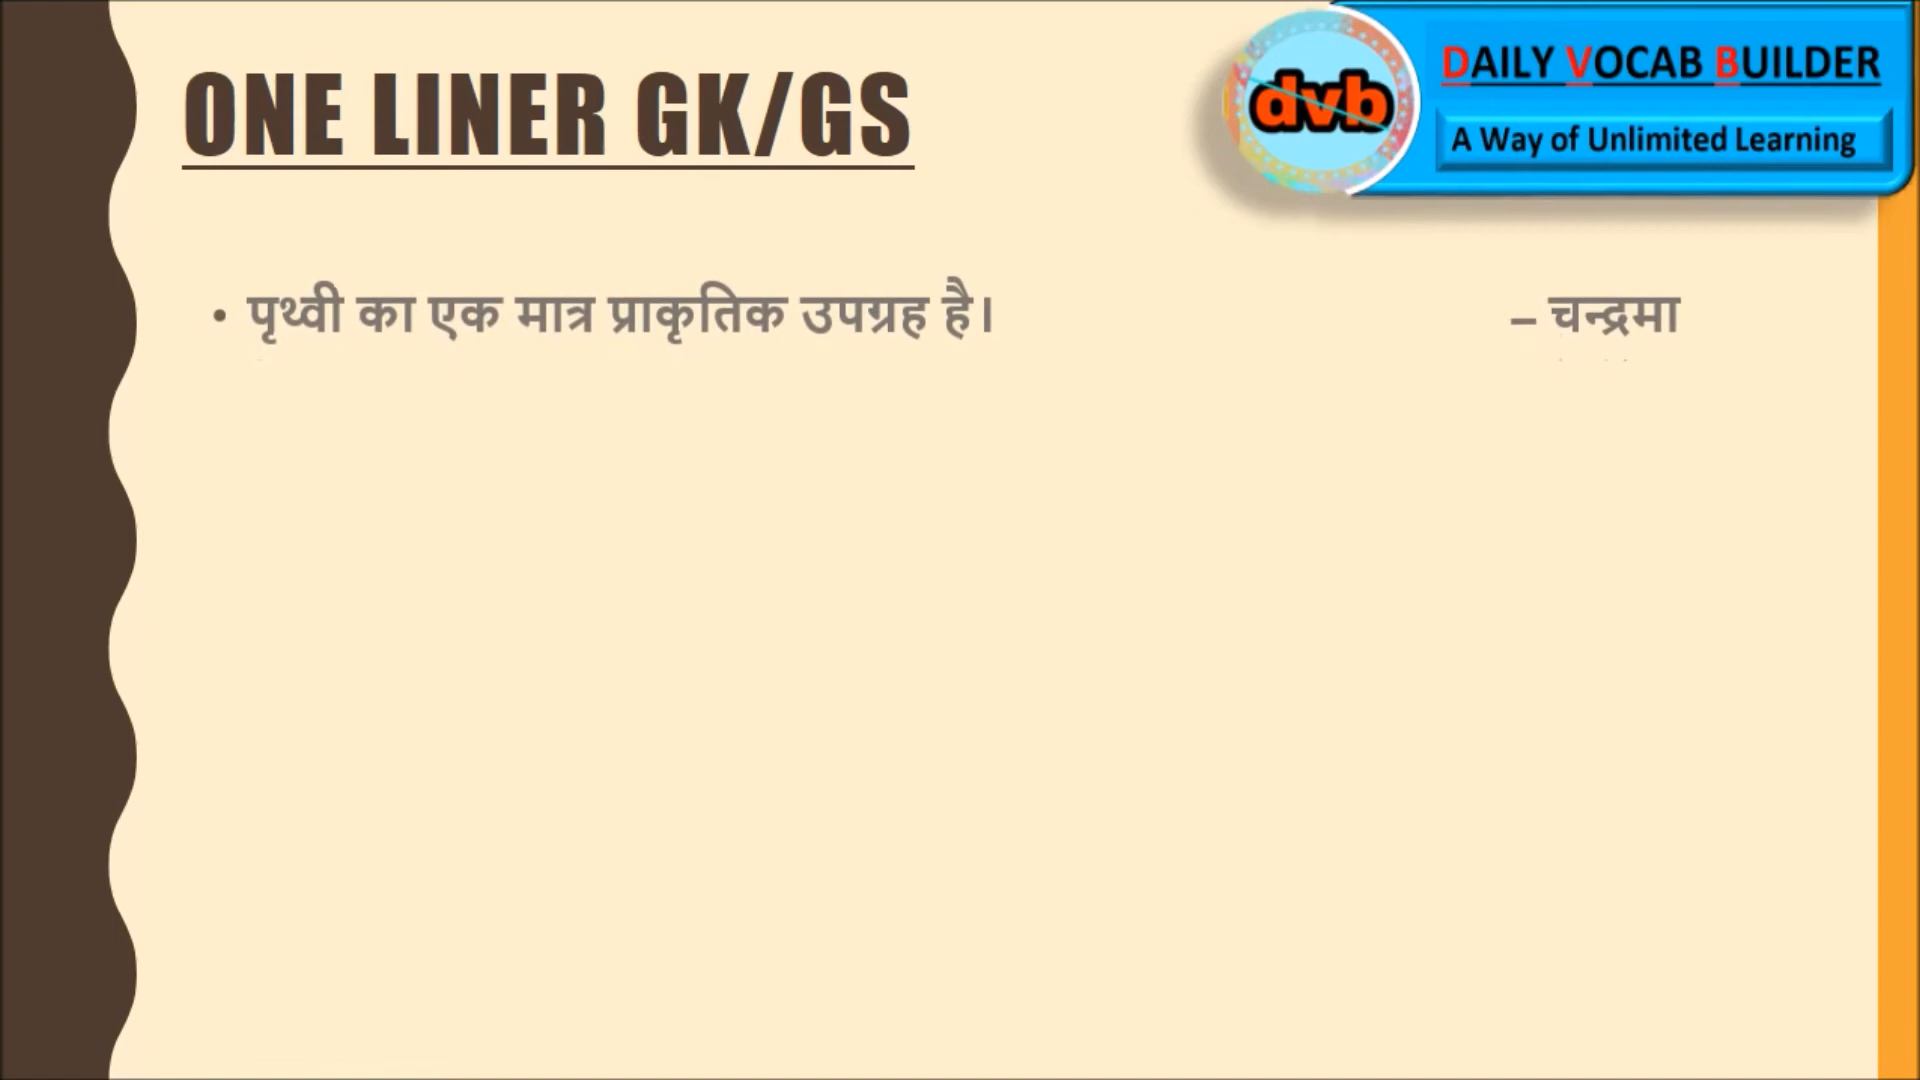 ONE LINER GK/GS
dvb
DAILY VOCAB BUILDER
A Way of Unlimited Learning
• पृथ्वी का एक मात्र प्राकृतिक उपग्रह है। – चन्द्रमा